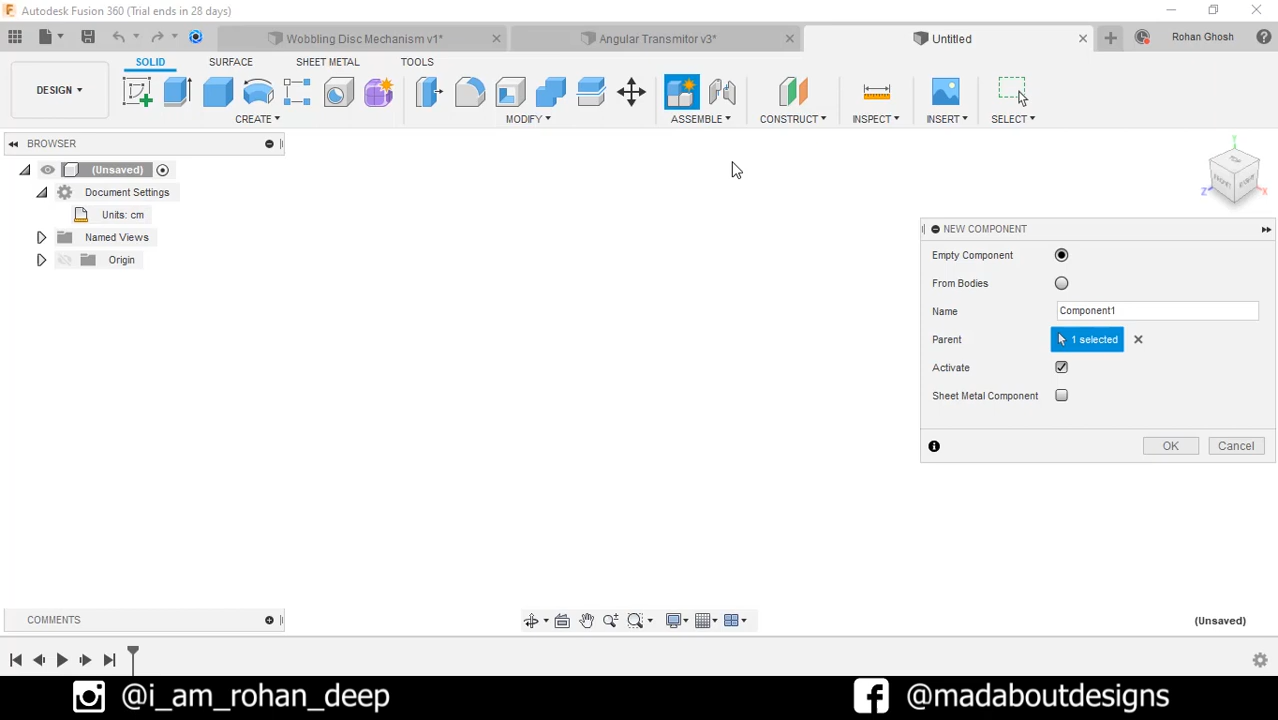 Autodesk Fusion 360 (Trial ends in 28 days)
Wobbling Disc Mechanism v1*
Angular Transmitor v3*
Untitled
Rohan Ghosh
DESIGN
SOLID
SURFACE
SHEET METAL
TOOLS
CREATE
MODIFY
ASSEMBLE
CONSTRUCT
INSPECT
INSERT
SELECT
BROWSER
(Unsaved)
Document Settings
Units: cm
Named Views
Origin
NEW COMPONENT
Empty Component
From Bodies
Name Component1
Parent 1 selected
Activate
Sheet Metal Component
OK Cancel
COMMENTS
(Unsaved)
@i_am_rohan_deep
@madaboutdesigns